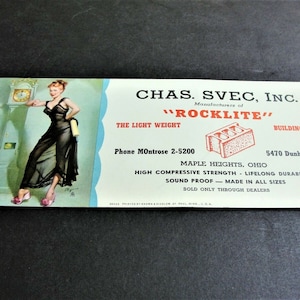 CHAS. SVEC, INC.
Manufacturers of
"ROCKLITE"
THE LIGHT WEIGHT BUILDING
Phone MOntrose 2-5200 5470 Dunh
MAPLE HEIGHTS, OHIO
HIGH COMPRESSIVE STRENGTH - LIFELONG DURAB
SOUND PROOF — MADE IN ALL SIZES
SOLD ONLY THROUGH DEALERS